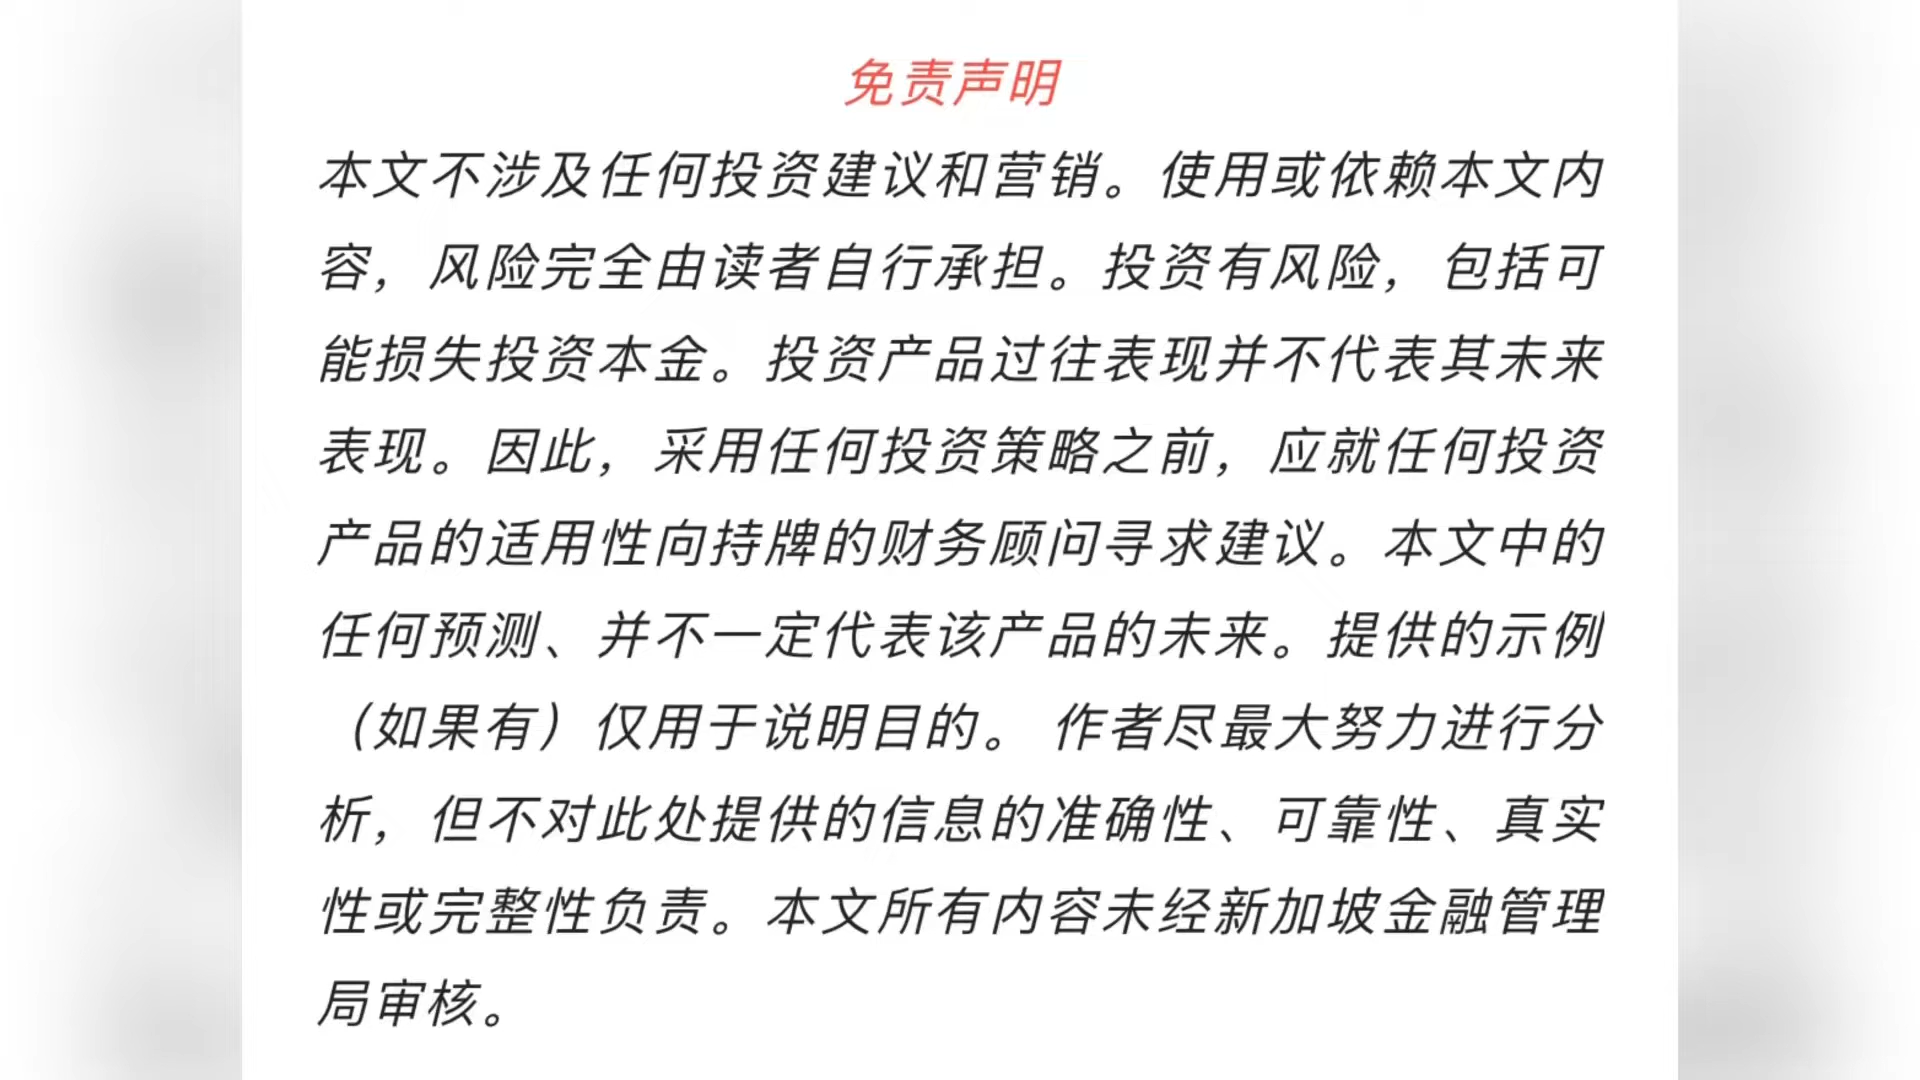 免责声明
本文不涉及任何投资建议和营销。使用或依赖本文内
容，风险完全由读者自行承担。投资有风险，包括可
能损失投资本金。投资产品过往表现并不代表其未来
表现。因此，采用任何投资策略之前，应就任何投资
产品的适用性向持牌的财务顾问寻求建议。本文中的
任何预测、并不一定代表该产品的未来。提供的示例
（如果有）仅用于说明目的。 作者尽最大努力进行分
析，但不对此处提供的信息的准确性、可靠性、真实
性或完整性负责。本文所有内容未经新加坡金融管理
局审核。